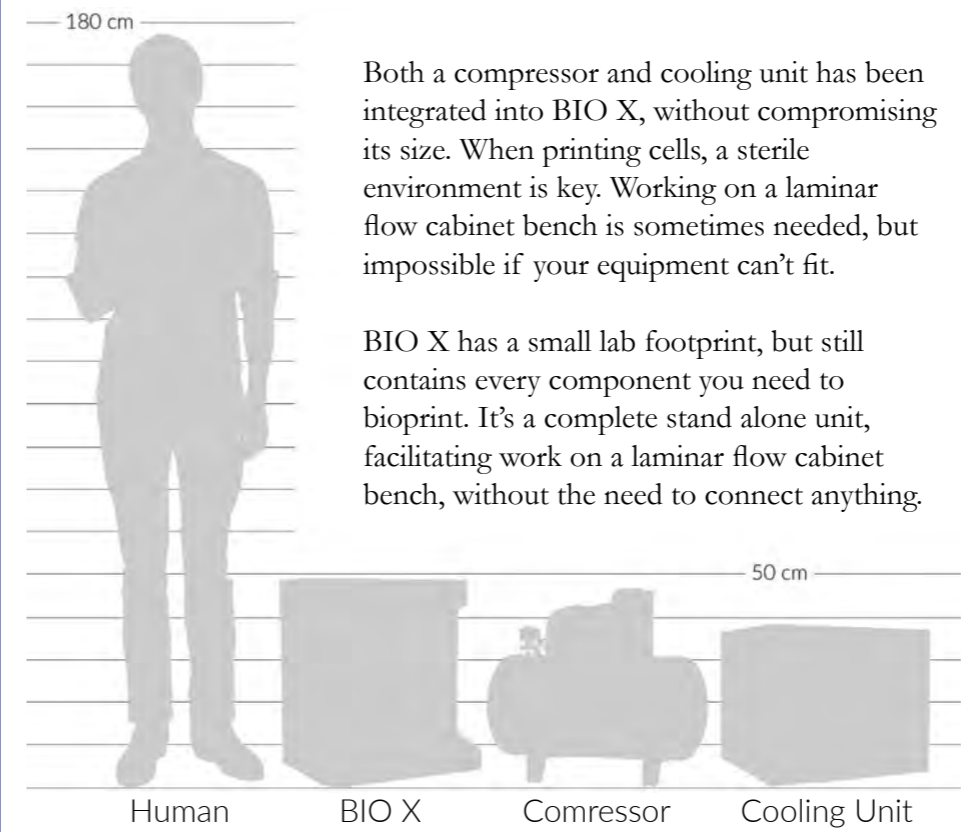 180 cm
Both a compressor and cooling unit has been
integrated into BIO X, without compromising
its size. When printing cells, a sterile
environment is key. Working on a laminar
flow cabinet bench is sometimes needed, but
impossible if your equipment can't fit.
BIO X has a small lab footprint, but still
contains every component you need to
bioprint. It's a complete stand alone unit,
facilitating work on a laminar flow cabinet
bench, without the need to connect anything.
50 cm
Human BIO X Comressor Cooling Unit